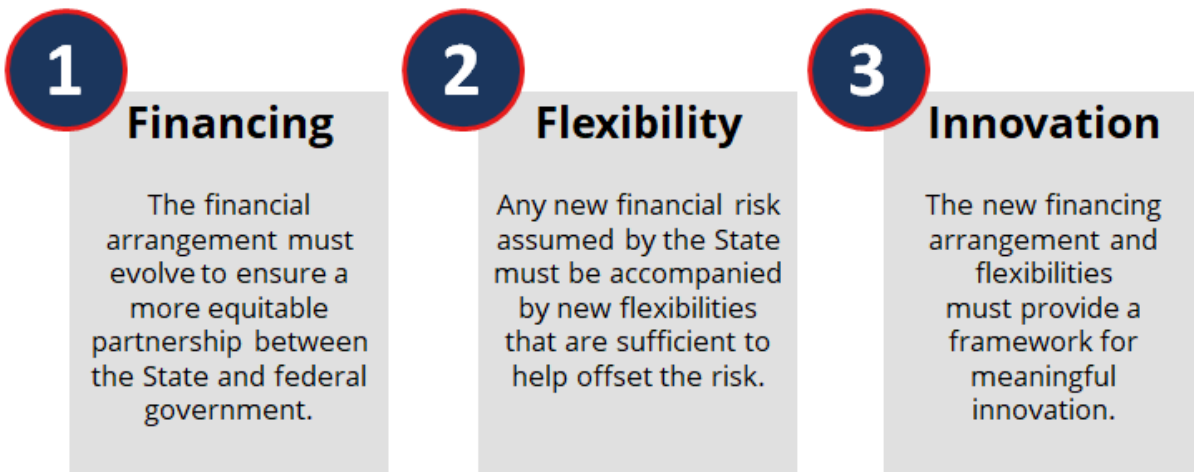 1
Financing
The financial
arrangement must
evolve to ensure a
more equitable
partnership between
the State and federal
government.
2
Flexibility
Any new financial risk
assumed by the State
must be accompanied
by new flexibilities
that are sufficient to
help offset the risk.
3
Innovation
The new financing
arrangement and
flexibilities
must provide a
framework for
meaningful
innovation.